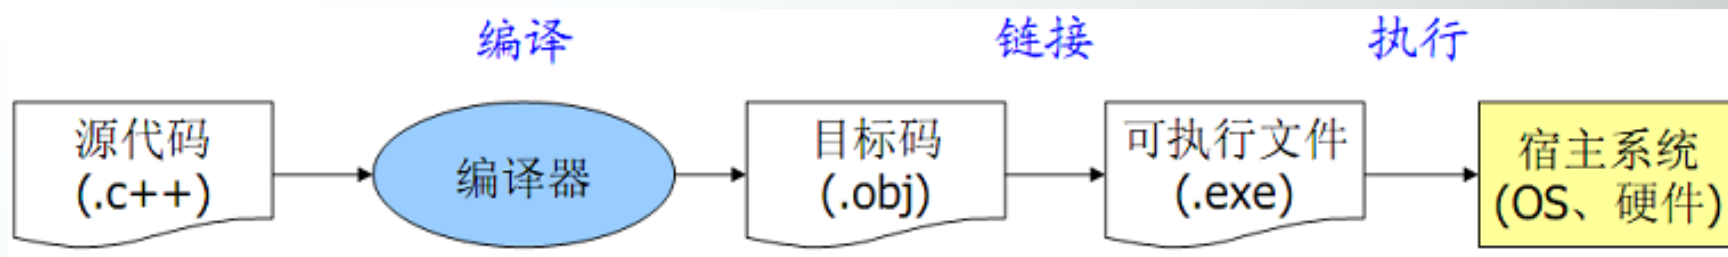 编译
链接
执行
源代码
(.c++)
编译器
目标码
(.obj)
可执行文件
(.exe)
宿主系统
(OS、硬件)